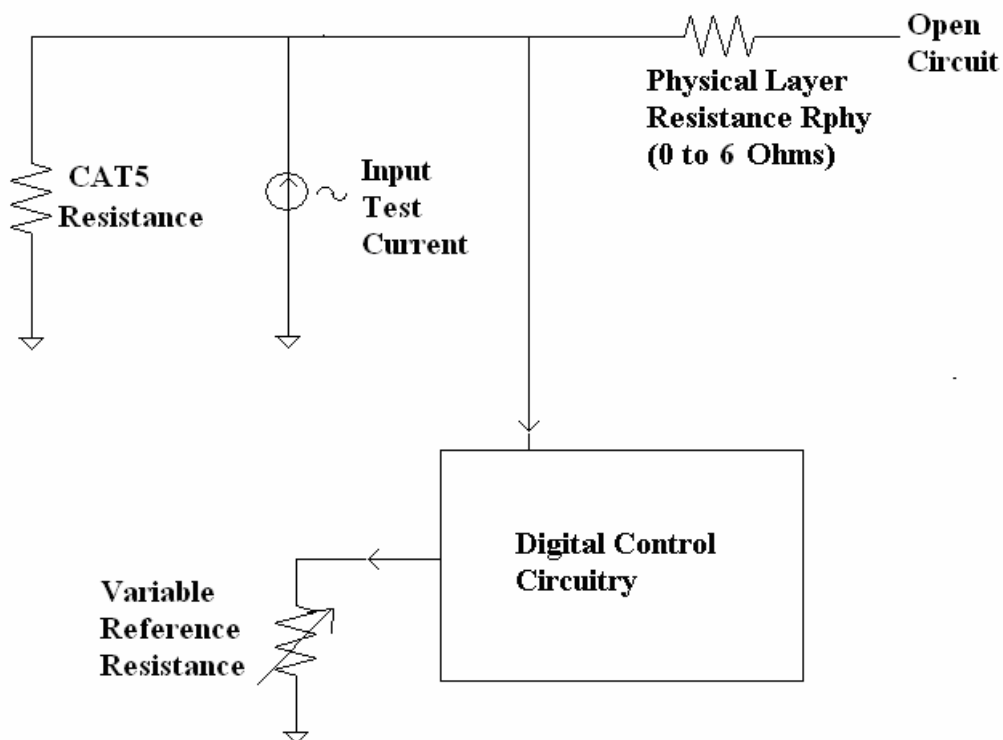 Open
Circuit
Physical Layer
Resistance Rphy
(0 to 6 Ohms)
CAT5
Resistance
Input
Test
Current
Digital Control
Circuitry
Variable
Reference
Resistance